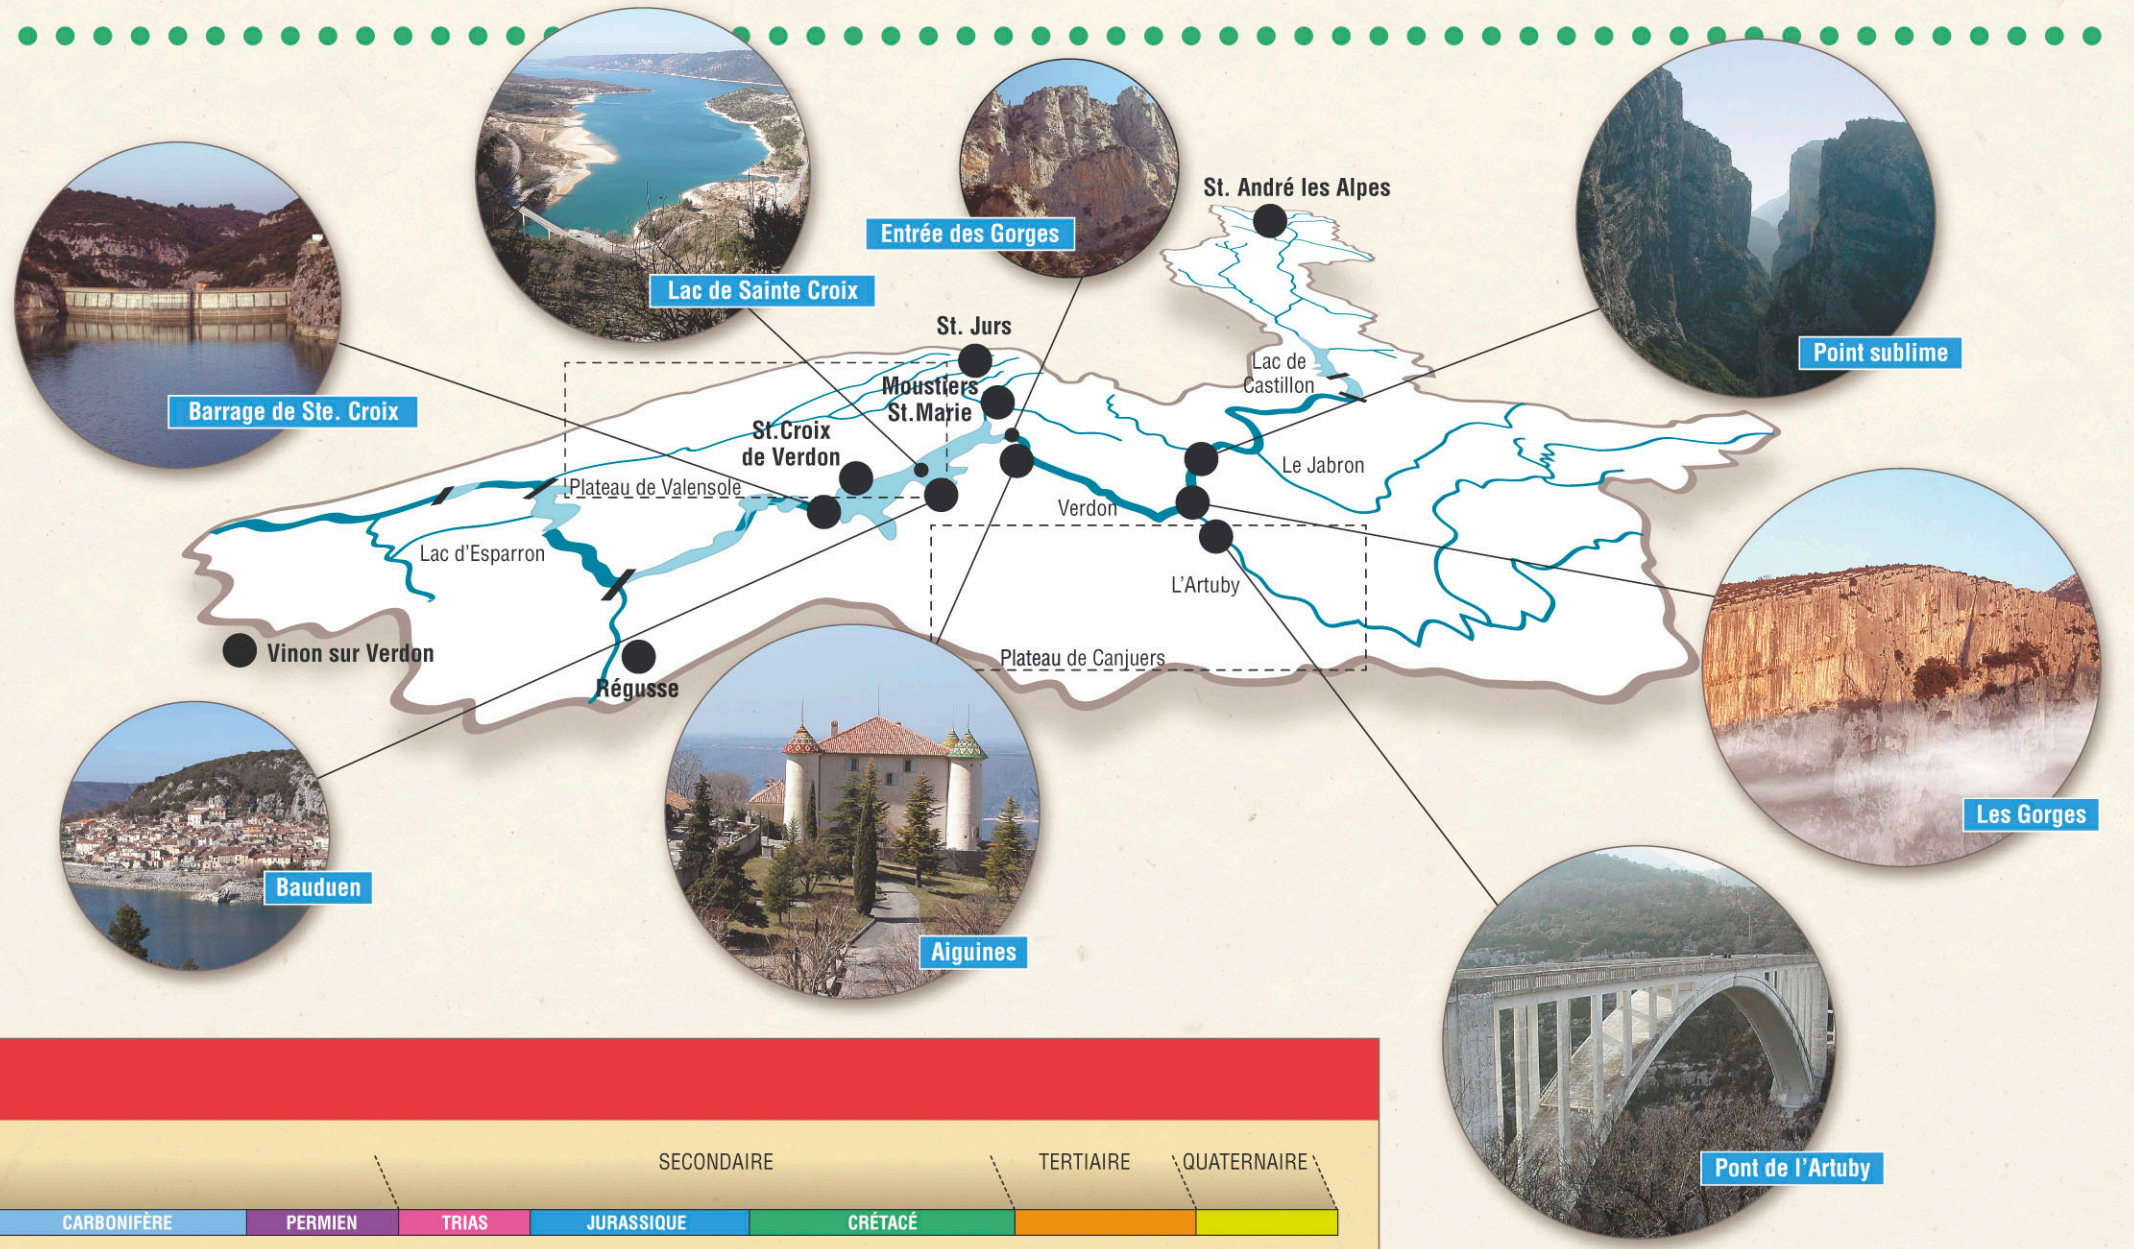 St. André les Alpes
Entrée des Gorges
Lac de Sainte Croix
St. Jurs
Point sublime
Lac de
Castillon
Moustiers
St.Marie
Barrage de Ste. Croix
St.Croix
de Verdon
Le Jabron
Plateau de Valensole
Verdon
Lac d'Esparron
L'Artuby
Vinon sur Verdon
Plateau de Canjuers
Régusse
Les Gorges
Bauduen
Aiguines
Pont de l'Artuby
SECONDAIRE
TERTIAIRE
QUATERNAIRE
CARBONIFÈRE
PERMIEN
TRIAS
JURASSIQUE
CRÉTACÉ